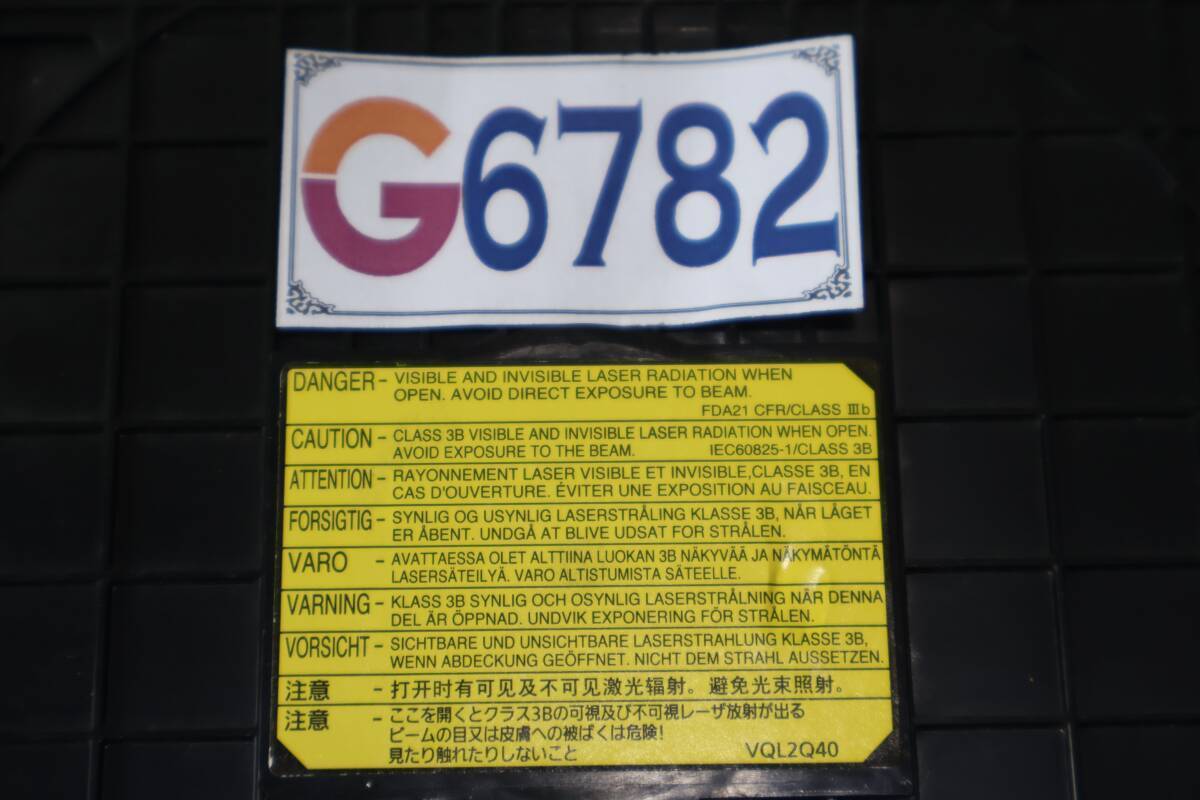 G6782
DANGER - VISIBLE AND INVISIBLE LASER RADIATION WHEN
OPEN. AVOID DIRECT EXPOSURE TO BEAM.
FDA21 CFR/CLASS Ⅲb
CAUTION - CLASS 3B VISIBLE AND INVISIBLE LASER RADIATION WHEN OPEN.
AVOID EXPOSURE TO THE BEAM. IEC60825-1/CLASS 3B
ATTENTION - RAYONNEMENT LASER VISIBLE ET INVISIBLE,CLASSE 3B, EN
CAS D'OUVERTURE. ÉVITER UNE EXPOSITION AU FAISCEAU.
FORSIGTIG - SYNLIG OG USYNLIG LASERSTRÅLING KLASSE 3B, NÅR LÅGET
ER ÅBENT. UNDGÅ AT BLIVE UDSAT FOR STRÅLEN.
VARO - AVATTAESSA OLET ALTTIINA LUOKAN 3B NÄKYVÄÄ JA NÄKYMÄTÖNTÄ
LASERSÄTEILYÄ. VARO ALTISTUMISTA SÄTEELLE.
VARNING - KLASS 3B SYNLIG OCH OSYNLIG LASERSTRÅLNING NÄR DENNA
DEL ÄR ÖPPNAD. UNDVIK EXPONERING FÖR STRÅLEN.
VORSICHT - SICHTBARE UND UNSICHTBARE LASERSTRAHLUNG KLASSE 3B,
WENN ABDECKUNG GEÖFFNET. NICHT DEM STRAHL AUSSETZEN.
注意 - 打开时有可见及不可见激光辐射。避免光束照射。
注意 - ここを開くとクラス3Bの可視及び不可視レーザ放射が出る
ビームの目又は皮膚への被ばくは危険!
見たり触れたりしないこと VQL2Q40